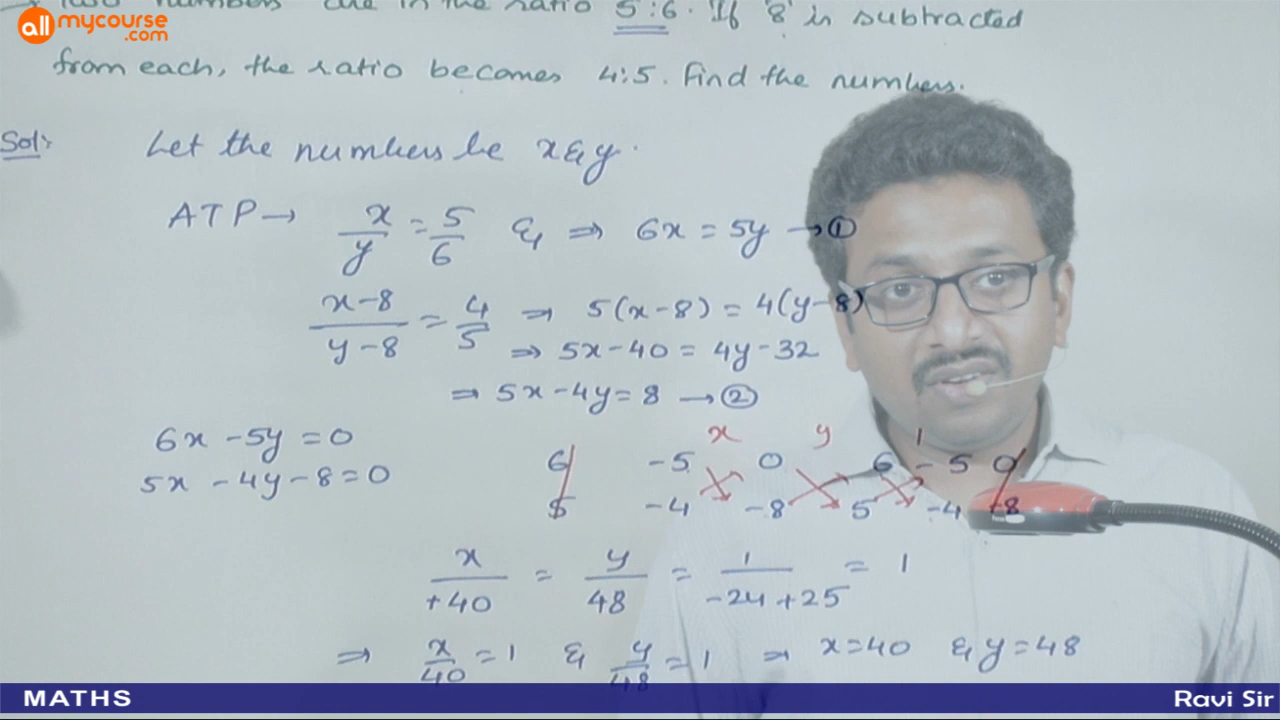 all mycourse .com
numbers are in the ratio 5:6. If '8' is subtracted
from each, the ratio becomes 4:5. Find the numbers.
Sol:
Let the numbers be x & y.
ATP → x/y = 5/6 & ⇒ 6x = 5y → ①
(x-8)/(y-8) = 4/5 ⇒ 5(x-8) = 4(y-8)
⇒ 5x-40 = 4y-32
⇒ 5x-4y = 8 → ②
6x -5y = 0
5x -4y -8 = 0
x y 1
6 -5 0 6 -5 0
5 -4 -8 5 -4 -8
x/+40 = y/48 = 1/-24+25 = 1
⇒ x/40 = 1 & y/48 = 1 ⇒ x=40 & y=48
MATHS
Ravi Sir